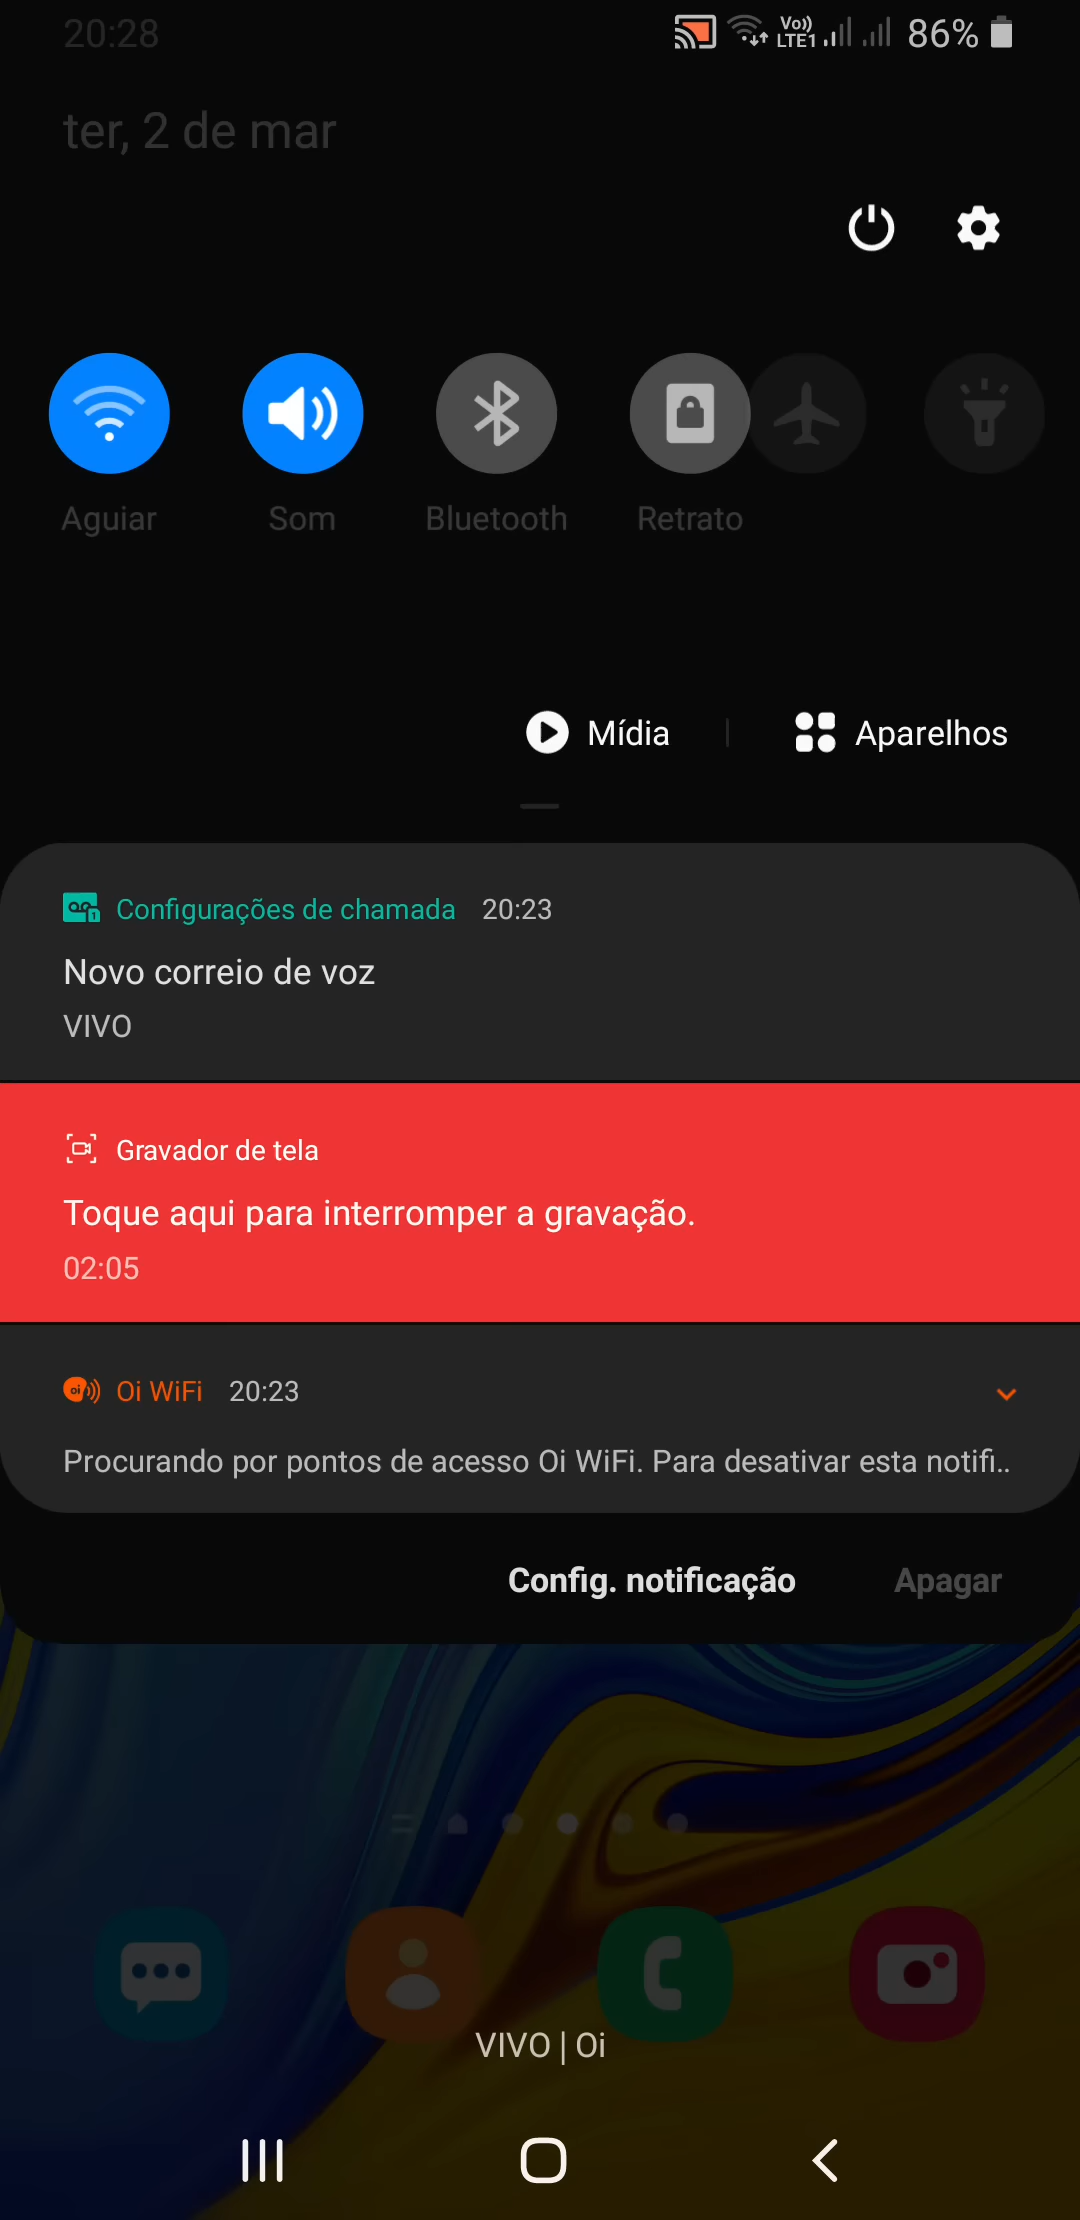 20:28 Vo)) LTE1 86%
ter, 2 de mar
Aguiar Som Bluetooth Retrato
Mídia Aparelhos
Configurações de chamada 20:23
Novo correio de voz
VIVO
Gravador de tela
Toque aqui para interromper a gravação.
02:05
oi Oi WiFi 20:23
Procurando por pontos de acesso Oi WiFi. Para desativar esta notifi..
Config. notificação Apagar
VIVO | Oi